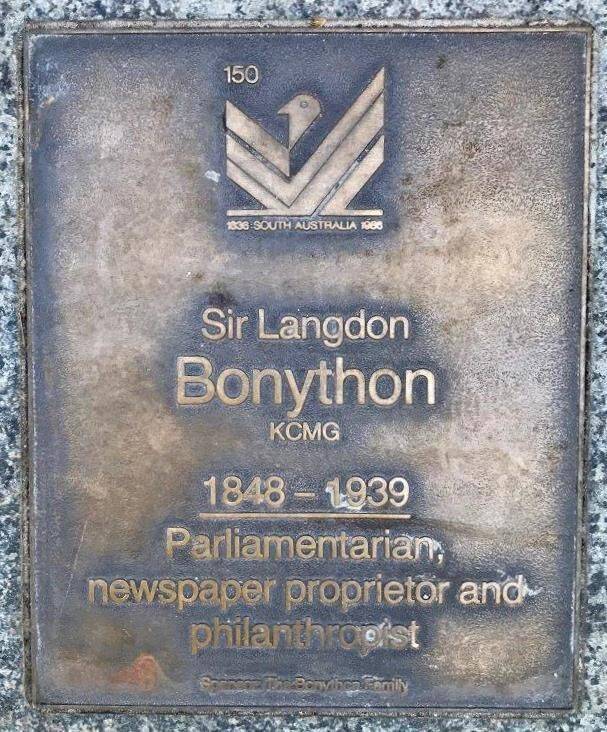 150
1836 SOUTH AUSTRALIA 1986
Sir Langdon
Bonython
KCMG
1848 – 1939
Parliamentarian,
newspaper proprietor and
philanthropist
Sponsor: The Bonython Family